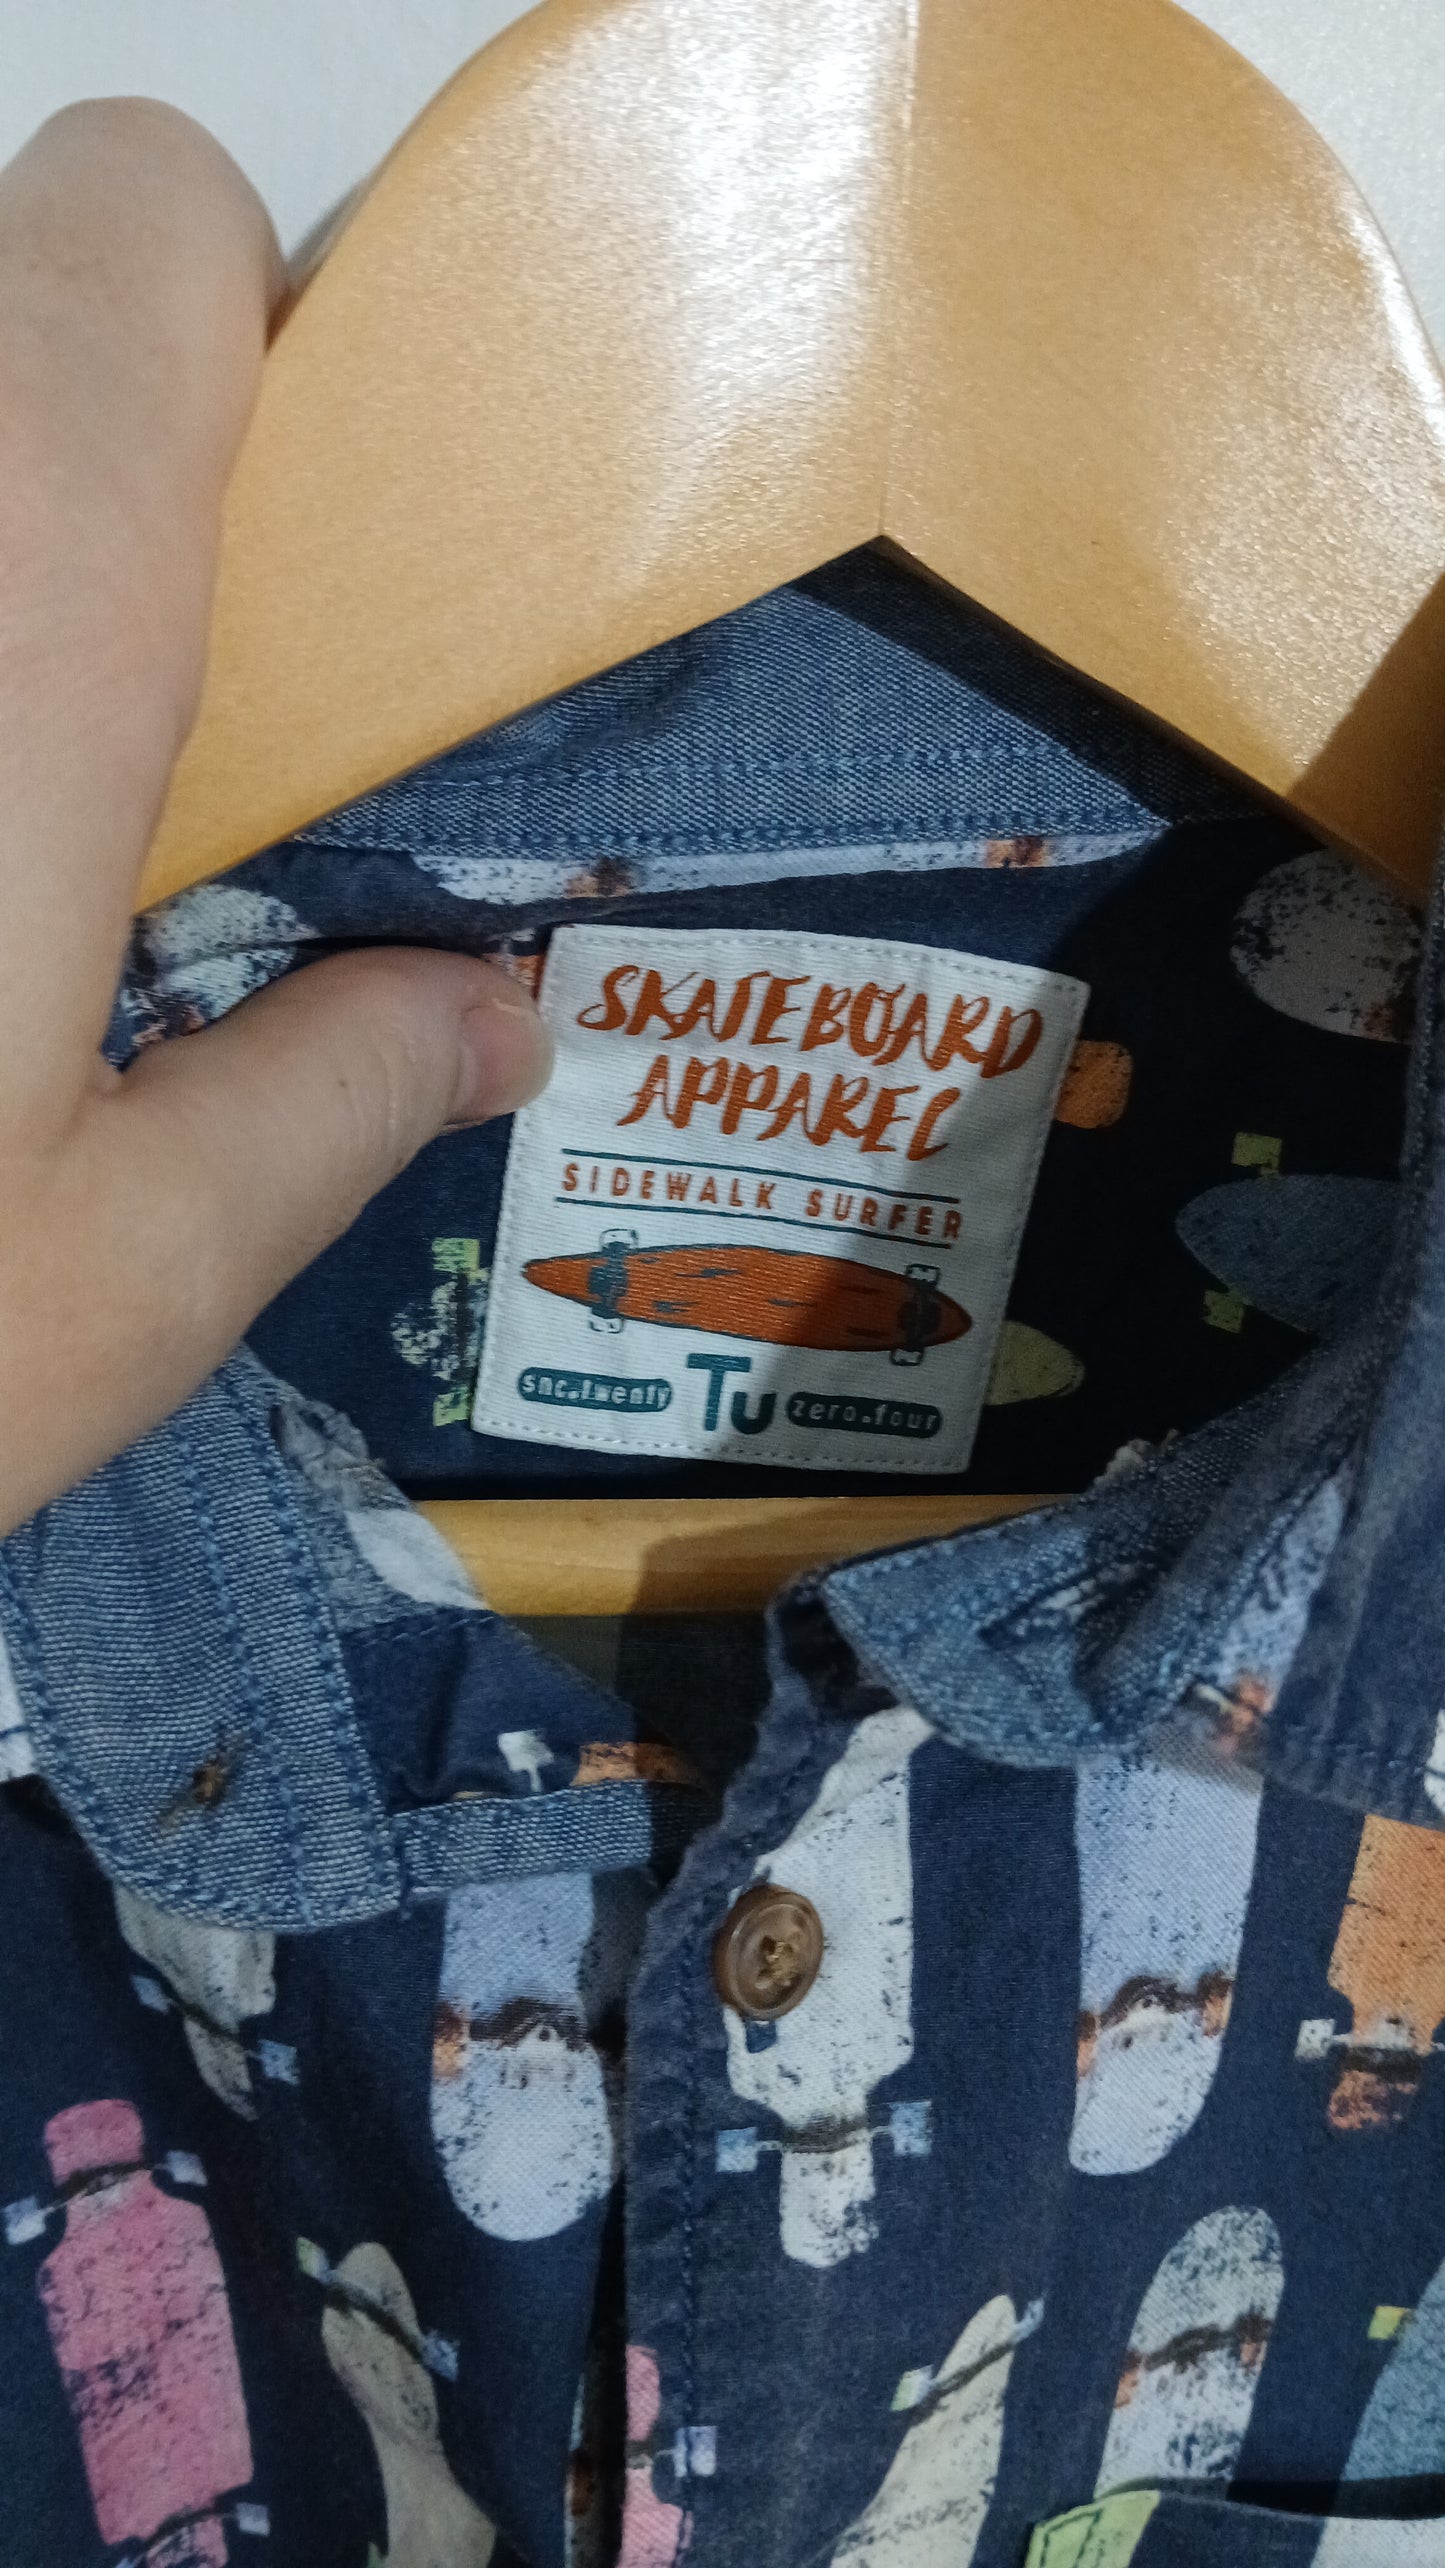 SKATEBOARD
APPAREL
SIDEWALK SURFER
snc.twenty Tu zero.four